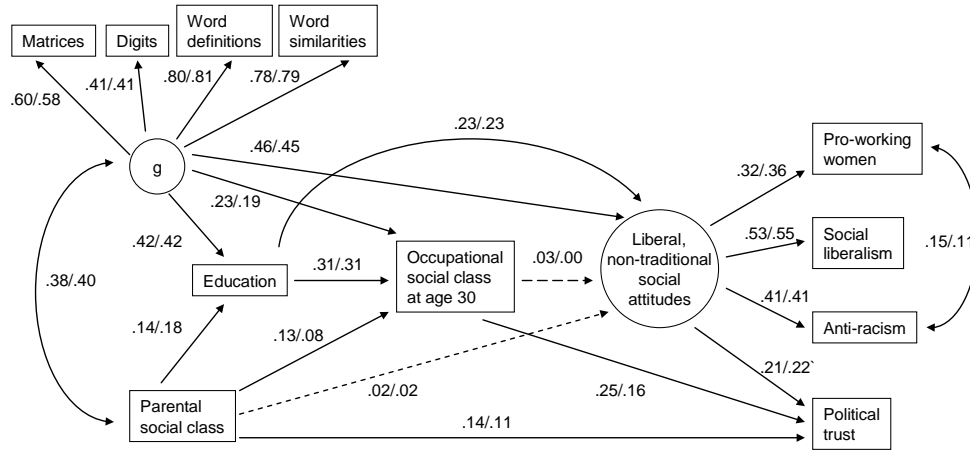 Word
definitions
Word
similarities
Matrices
Digits
.60/.58
.41/.41
.80/.81
.78/.79
.23/.23
g
.46/.45
Pro-working
women
.32/.36
.23/.19
.42/.42
Liberal,
non-traditional
social
attitudes
.53/.55
Social
liberalism
.15/.11
.38/.40
Education
.31/.31
Occupational
social class
at age 30
.03/.00
.41/.41
Anti-racism
.14/.18
.13/.08
.02/.02
.25/.16
.21/.22`
Parental
social class
.14/.11
Political
trust